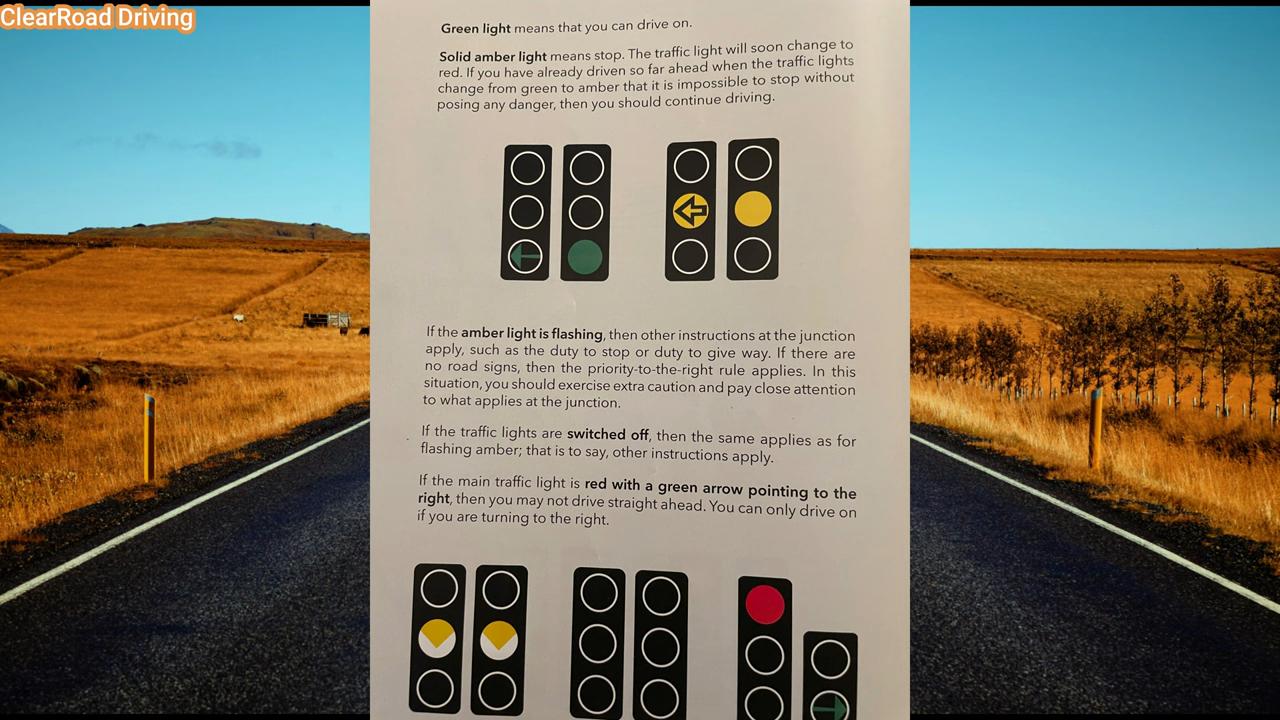 ClearRoad Driving
Green light means that you can drive on.
Solid amber light means stop. The traffic light will soon change to
red. If you have already driven so far ahead when the traffic lights
change from green to amber that it is impossible to stop without
posing any danger, then you should continue driving.
If the amber light is flashing, then other instructions at the junction
apply, such as the duty to stop or duty to give way. If there are
no road signs, then the priority-to-the-right rule applies. In this
situation, you should exercise extra caution and pay close attention
to what applies at the junction.
If the traffic lights are switched off, then the same applies as for
flashing amber; that is to say, other instructions apply.
If the main traffic light is red with a green arrow pointing to the
right, then you may not drive straight ahead. You can only drive on
if you are turning to the right.